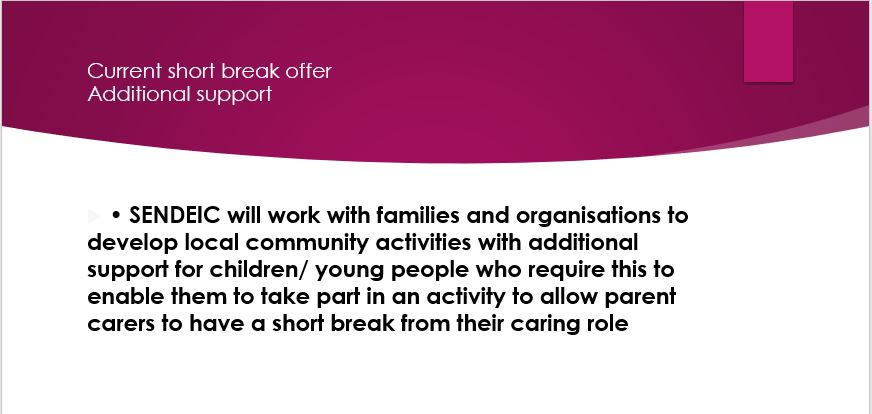 Current short break offer
Additional support
• SENDEIC will work with families and organisations to
develop local community activities with additional
support for children/ young people who require this to
enable them to take part in an activity to allow parent
carers to have a short break from their caring role